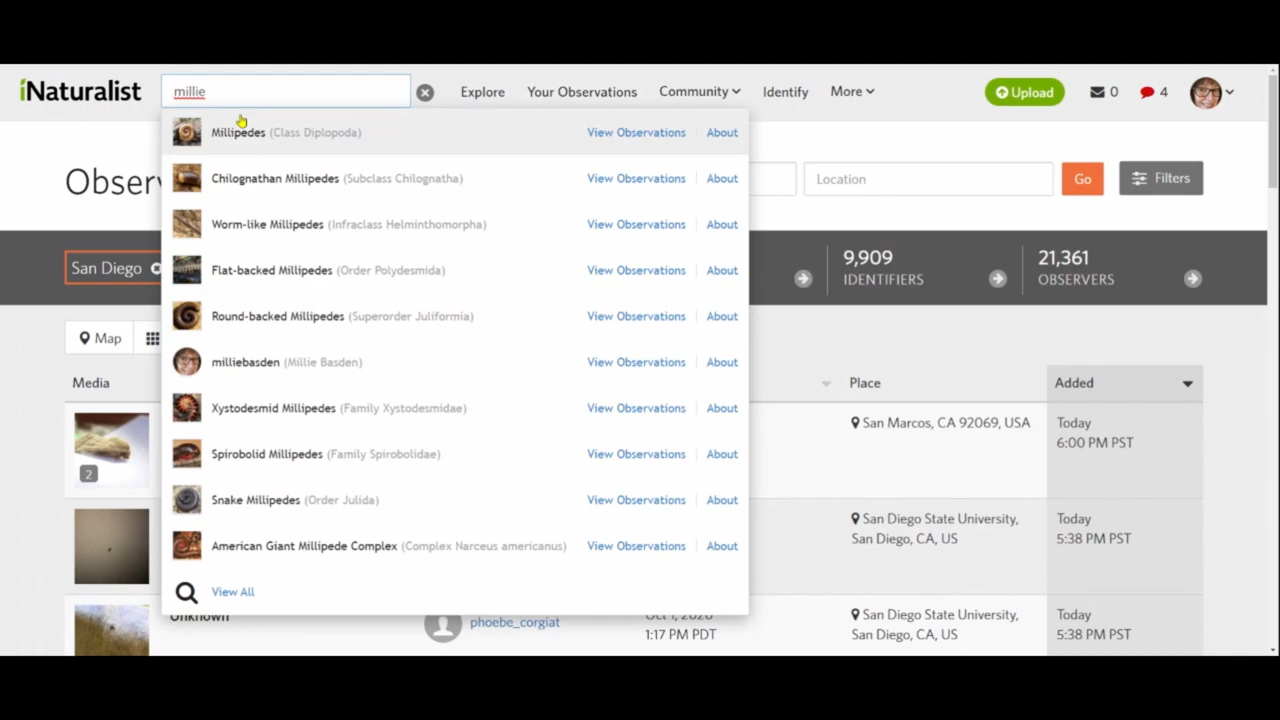 iNaturalist
millie
Explore
Your Observations
Community
Identify
More
Upload
0
4
Millipedes (Class Diplopoda) View Observations About
Obser
Chilognathan Millipedes (Subclass Chilognatha) View Observations About
Location
Go
Filters
Worm-like Millipedes (Infraclass Helminthomorpha) View Observations About
San Diego
Flat-backed Millipedes (Order Polydesmida) View Observations About
9,909
IDENTIFIERS
21,361
OBSERVERS
Round-backed Millipedes (Superorder Juliformia) View Observations About
Map
milliebasden (Millie Basden) View Observations About
Media
Place
Added
Xystodesmid Millipedes (Family Xystodesmidae) View Observations About
San Marcos, CA 92069, USA
Today
6:00 PM PST
2
Spirobolid Millipedes (Family Spirobolidae) View Observations About
Snake Millipedes (Order Julida) View Observations About
San Diego State University,
San Diego, CA, US
Today
5:38 PM PST
American Giant Millipede Complex (Complex Narceus americanus) View Observations About
View All
Unknown
phoebe_corgiat
1:17 PM PDT
San Diego State University,
San Diego, CA, US
Today
5:38 PM PST